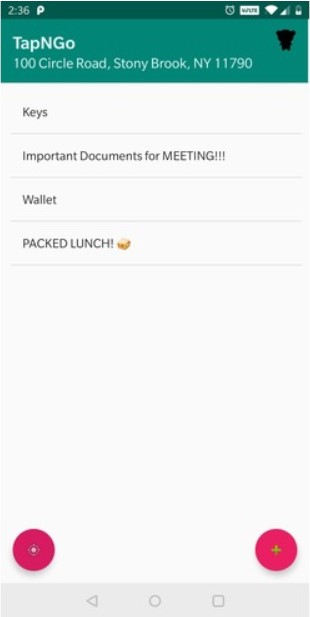 2:36
TapNGo
100 Circle Road, Stony Brook, NY 11790
Keys
Important Documents for MEETING!!!
Wallet
PACKED LUNCH! 🥪